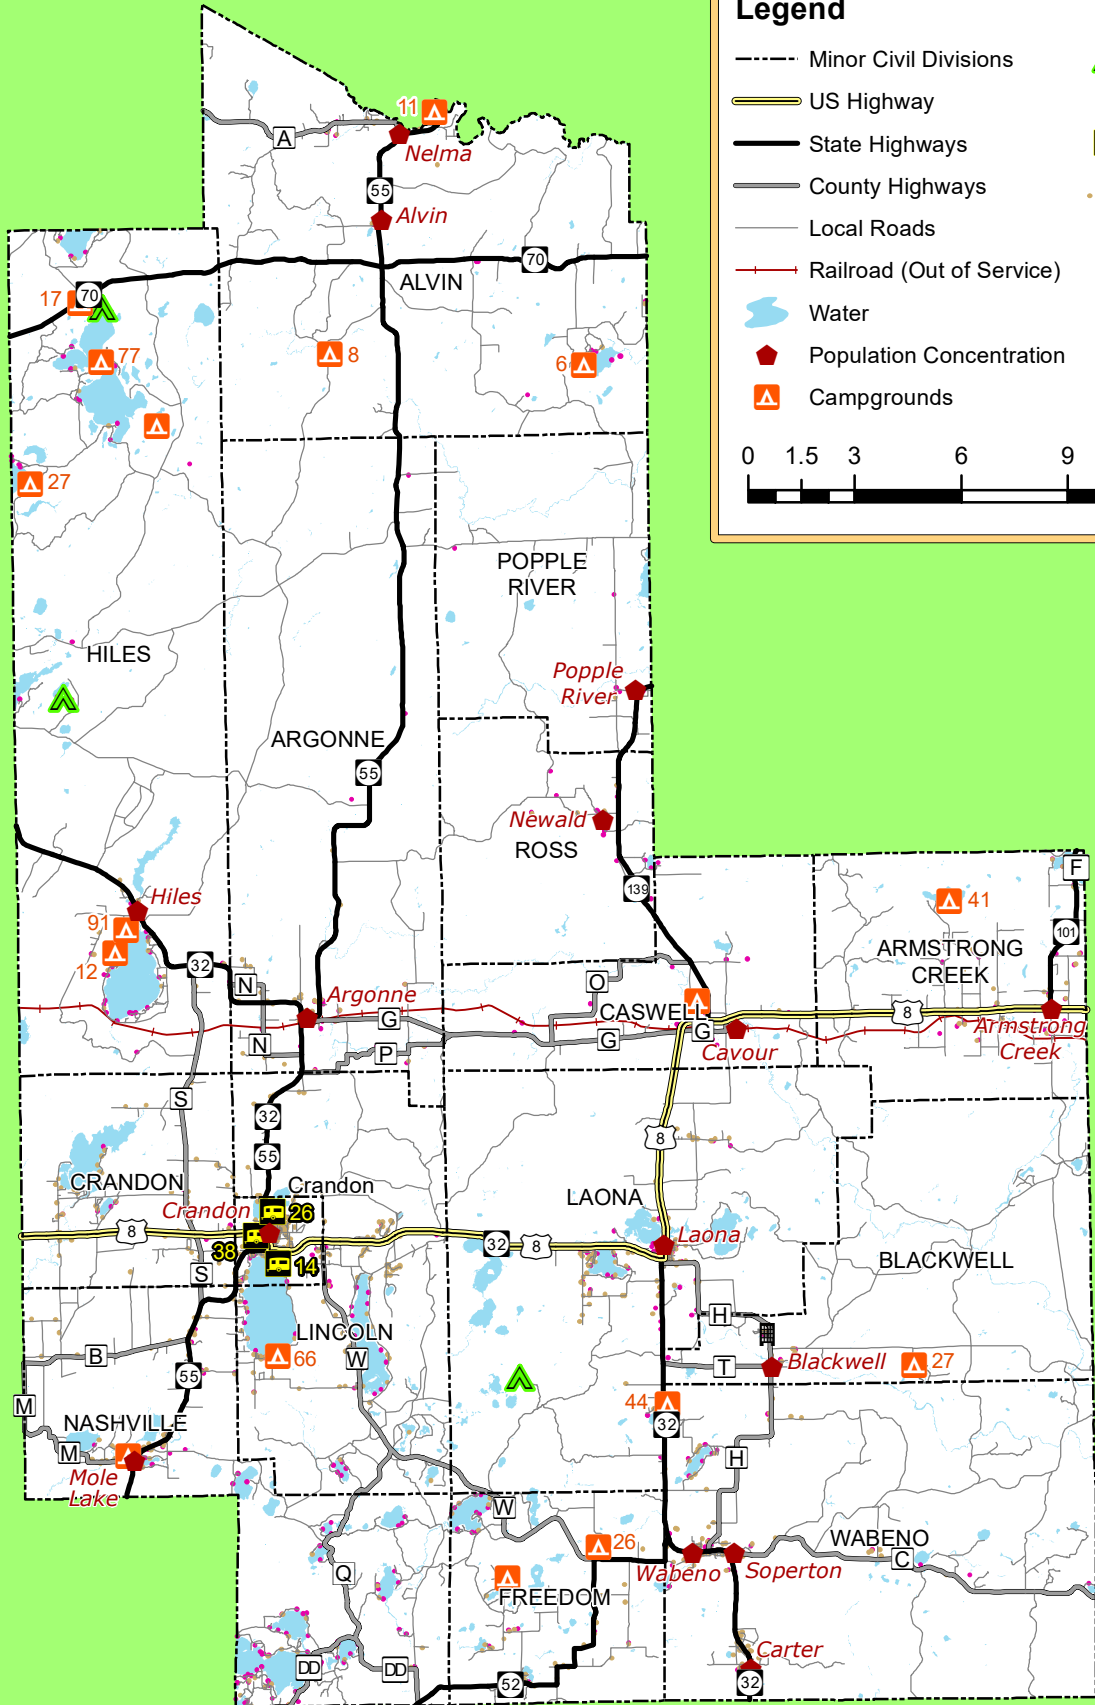 Legend
Minor Civil Divisions
US Highway
State Highways
County Highways
Local Roads
Railroad (Out of Service)
Water
Population Concentration
Campgrounds
0 1.5 3 6 9
11
A
Nelma
55
Alvin
70
ALVIN
17
70
77
8
6
27
POPPLE
RIVER
HILES
Popple
River
ARGONNE
55
Newald
ROSS
139
F
Hiles
91
12
41
101
ARMSTRONG
CREEK
32
N
O
Argonne
G
CASWELL
8
G
G
Cavour
Armstrong
Creek
N
P
S
32
8
55
CRANDON
Crandon
LAONA
Crandon
26
8
38
32
8
Laona
14
S
BLACKWELL
H
LINCOLN
B
66
W
T
Blackwell
27
55
M
44
32
NASHVILLE
M
H
Mole
Lake
W
26
WABENO
C
Wabeno
Soperton
Q
FREEDOM
Carter
DD
DD
52
32